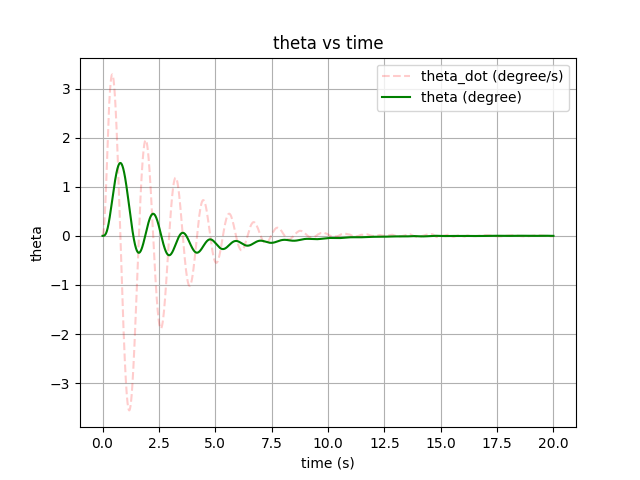 theta vs time
theta_dot (degree/s)
theta (degree)
3
2
1
0
−1
−2
−3
theta
0.0 2.5 5.0 7.5 10.0 12.5 15.0 17.5 20.0
time (s)